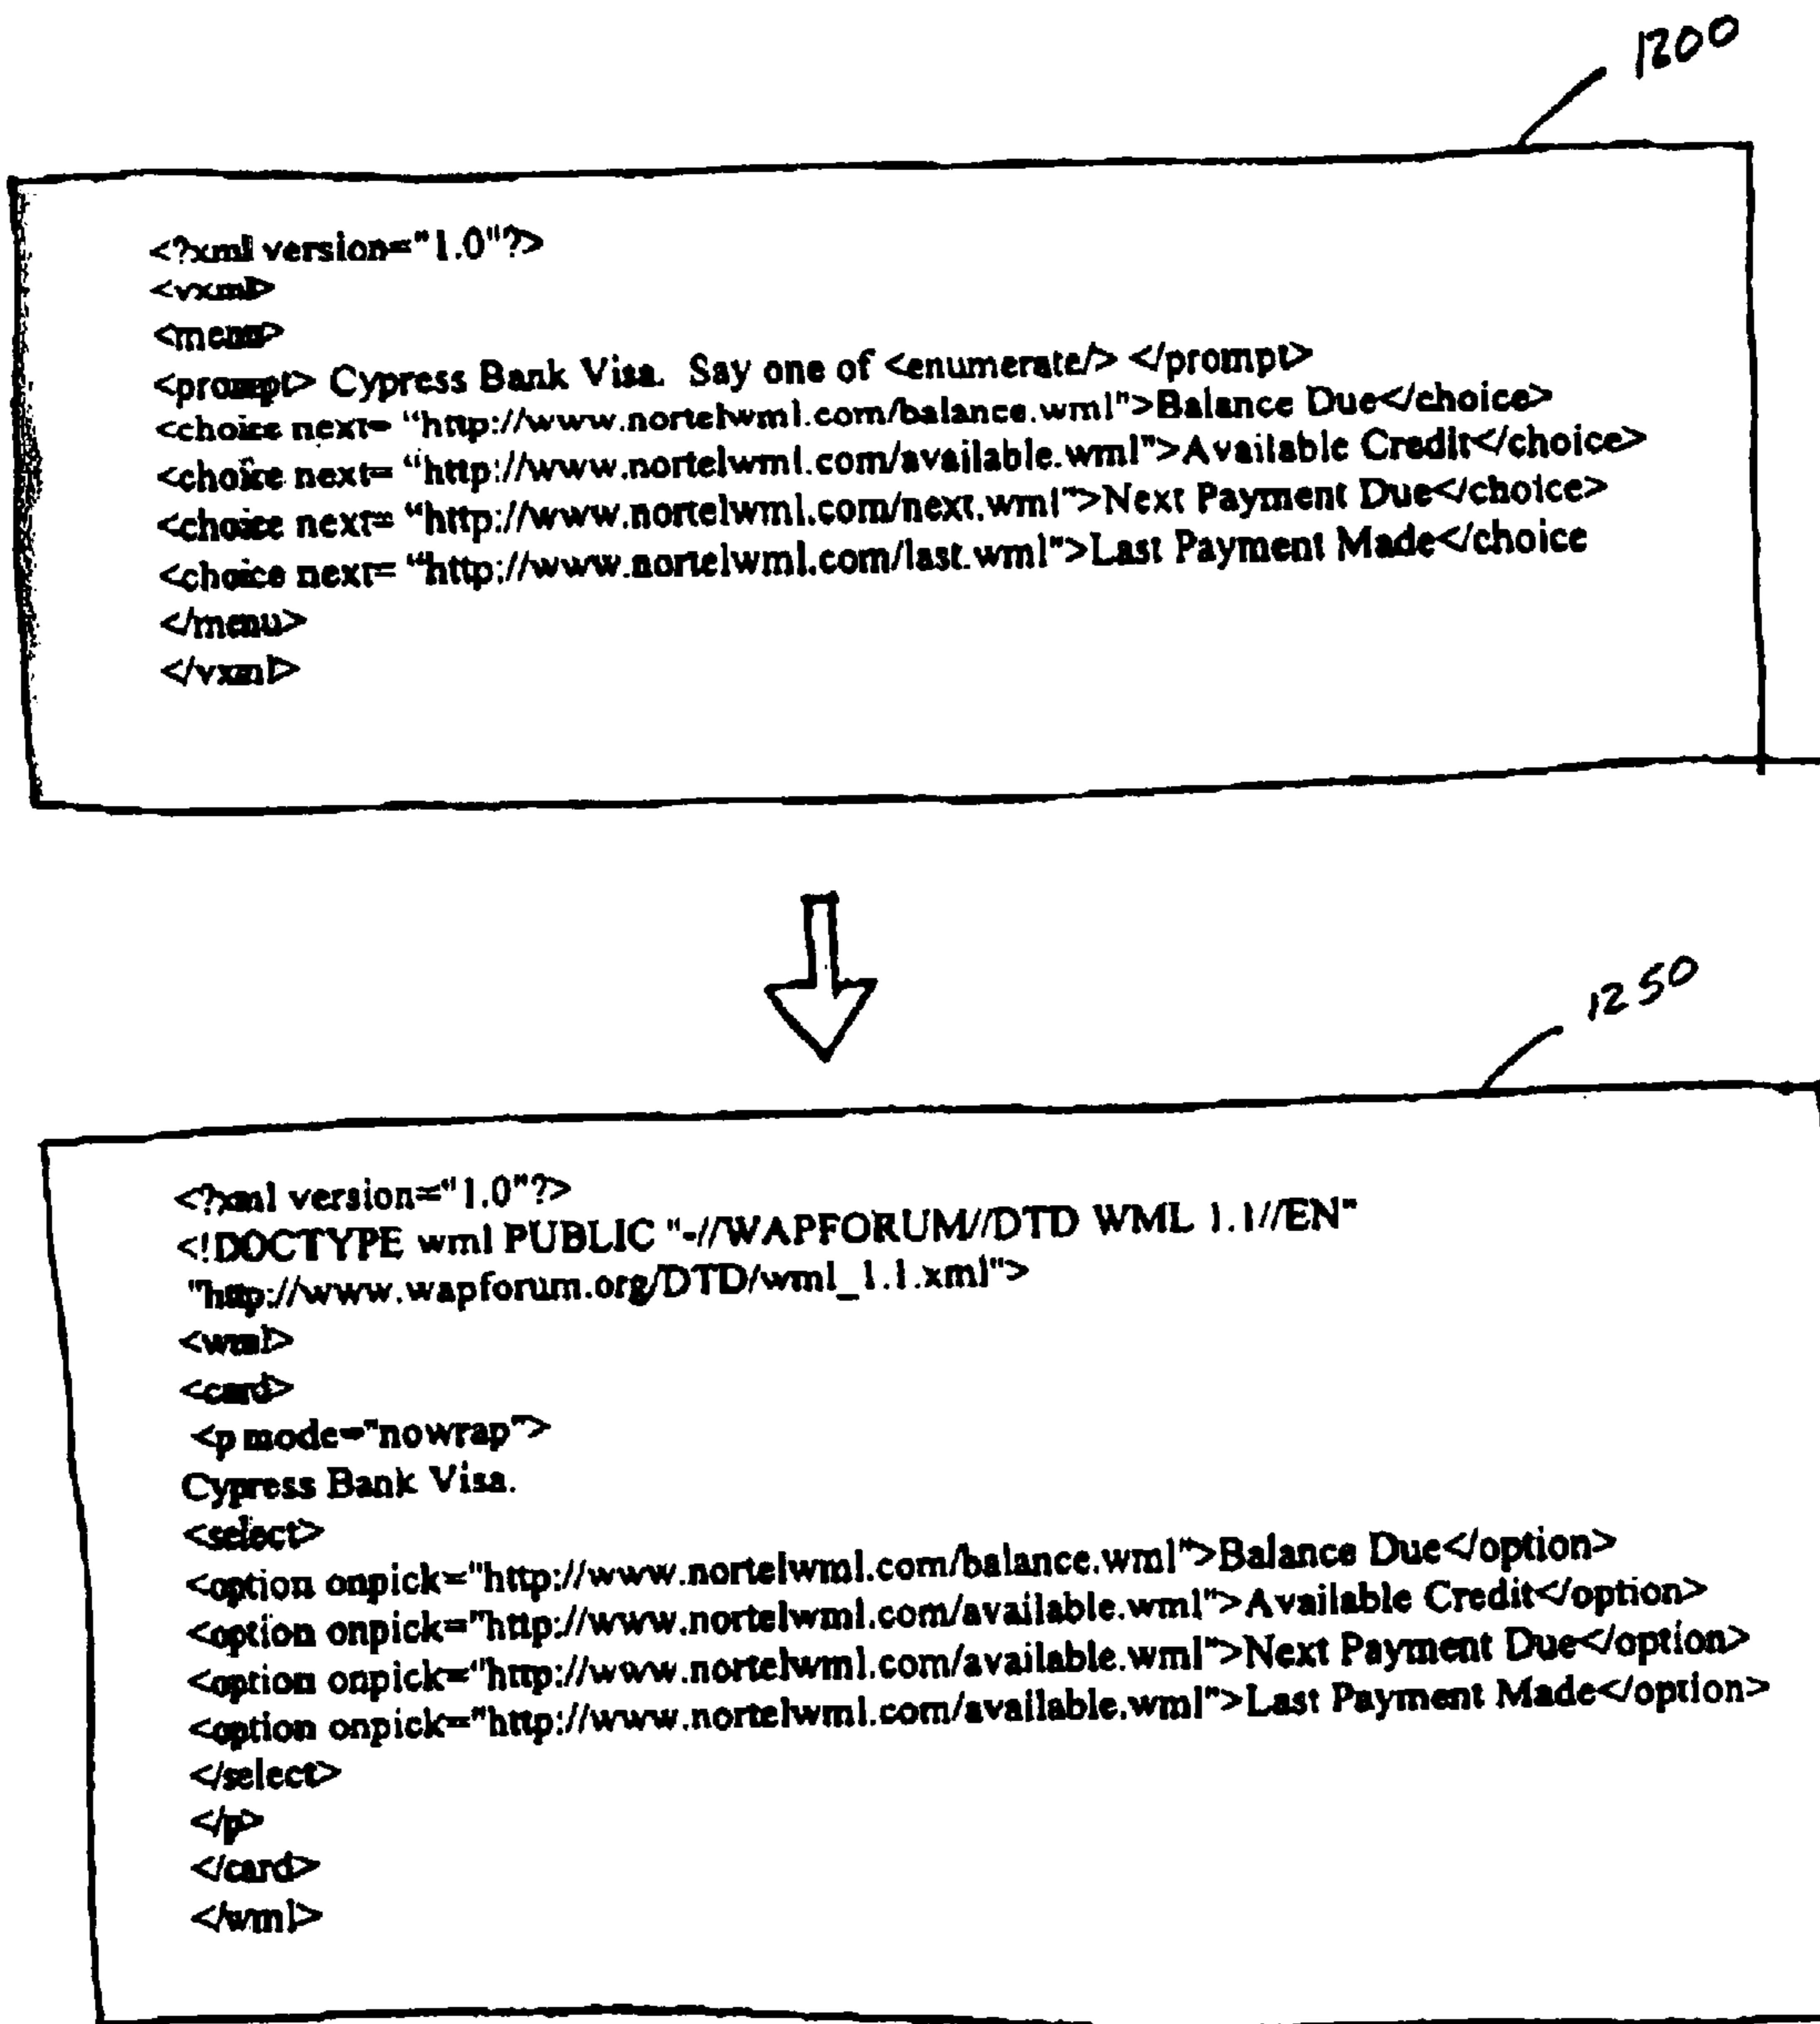 1200
<?xml version="1.0"?>
<vxml>
<menu>
<prompt> Cypress Bank Visa. Say one of <enumerate/> </prompt>
<choice next= “http://www.nortelwml.com/balance.wml">Balance Due</choice>
<choice next= “http://www.nortelwml.com/available.wml">Available Credit</choice>
<choice next= “http://www.nortelwml.com/next.wml">Next Payment Due</choice>
<choice next= “http://www.nortelwml.com/last.wml">Last Payment Made</choice
</menu>
</vxml>
1250
<?xml version="1.0"?>
<!DOCTYPE wml PUBLIC "-//WAPFORUM//DTD WML 1.1//EN"
"http://www.wapforum.org/DTD/wml_1.1.xml">
<wml>
<card>
<p mode="nowrap">
Cypress Bank Visa.
<select>
<option onpick="http://www.nortelwml.com/balance.wml">Balance Due</option>
<option onpick="http://www.nortelwml.com/available.wml">Available Credit</option>
<option onpick="http://www.nortelwml.com/available.wml">Next Payment Due</option>
<option onpick="http://www.nortelwml.com/available.wml">Last Payment Made</option>
</select>
</p>
</card>
</wml>